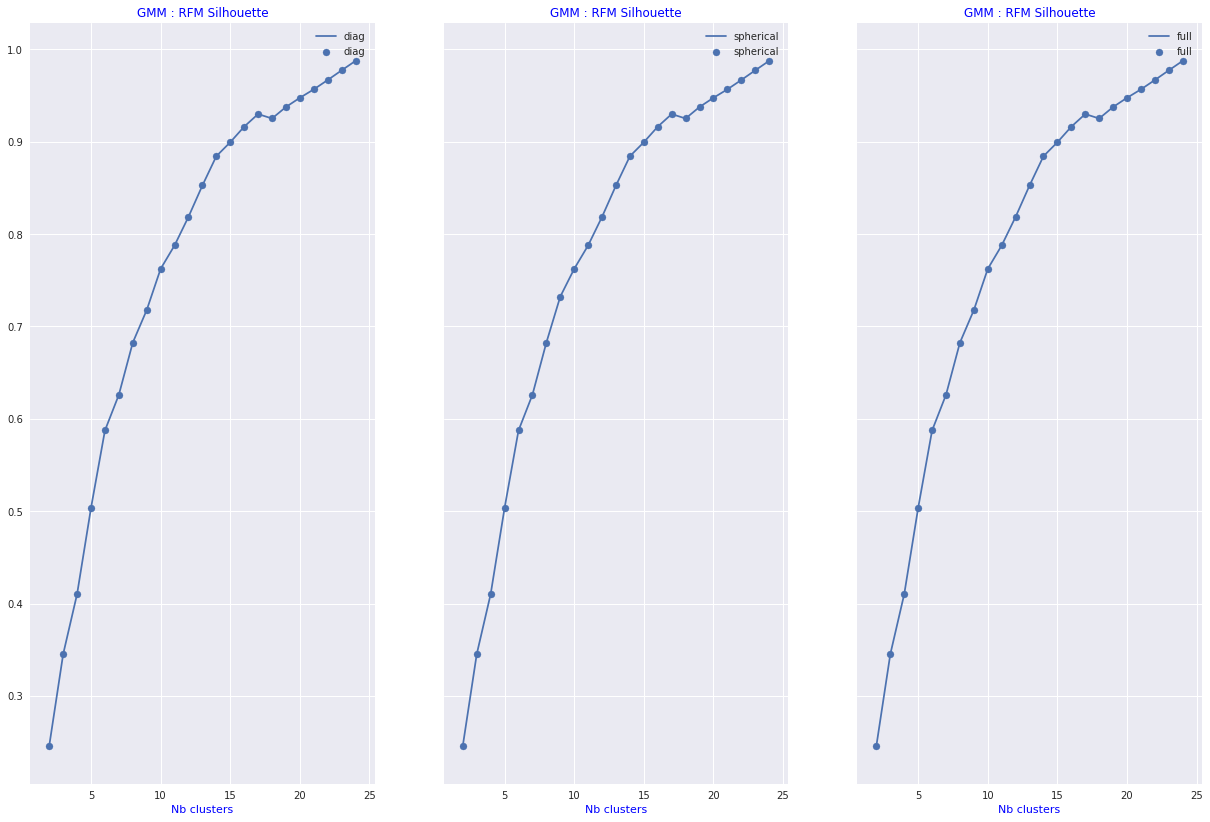 GMM : RFM Silhouette
diag
diag
1.0
0.9
0.8
0.7
0.6
0.5
0.4
0.3
5 10 15 20 25
Nb clusters
GMM : RFM Silhouette
spherical
spherical
5 10 15 20 25
Nb clusters
GMM : RFM Silhouette
full
full
5 10 15 20 25
Nb clusters